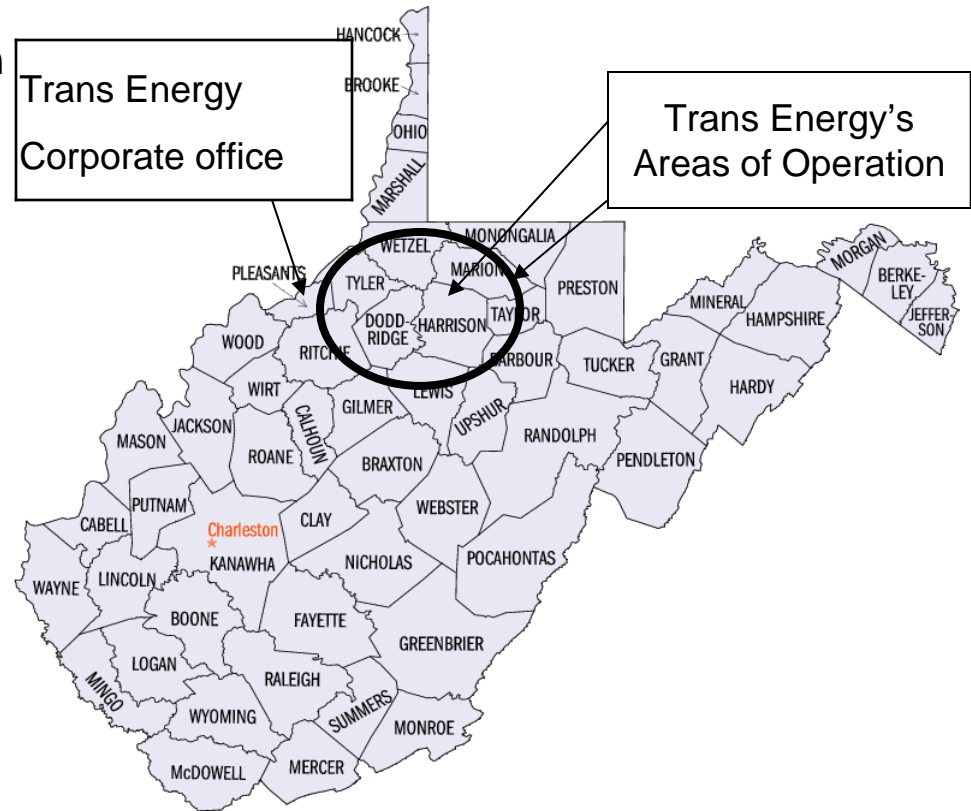 HANCOCK
n
Trans Energy
Corporate office
BROOKE
Trans Energy's
Areas of Operation
OHIO
MARSHALL
WETZEL
MONONGALIA
MARION
PLEASANTS
TYLER
PRESTON
MORGAN
BERKE-
LEY
JEFFER-
SON
MINERAL
HAMPSHIRE
DODD-
RIDGE
HARRISON
TAYLOR
WOOD
RITCHIE
BARBOUR
TUCKER
GRANT
HARDY
WIRT
LEWIS
GILMER
CALHOUN
UPSHUR
JACKSON
MASON
ROANE
RANDOLPH
BRAXTON
PENDLETON
PUTNAM
WEBSTER
CABELL
CLAY
Charleston
*
KANAWHA
NICHOLAS
POCAHONTAS
WAYNE
LINCOLN
BOONE
FAYETTE
GREENBRIER
LOGAN
RALEIGH
MINGO
SUMMERS
WYOMING
MONROE
McDOWELL
MERCER